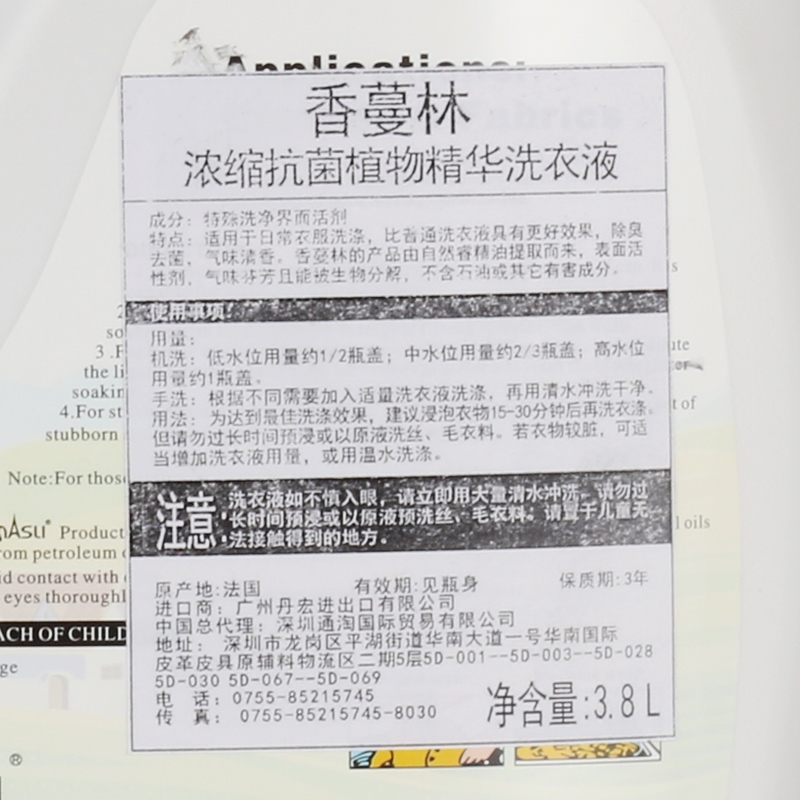 Applications:
香蔓林
浓缩抗菌植物精华洗衣液
成分：特殊洗净界面活剂
特点：适用于日常衣服洗涤，比普通洗衣液具有更好效果，除臭
去菌，气味清香。香蔓林的产品由自然睿精油提取而来，表面活
性剂，气味芬芳且能被生物分解，不含石油或其它有害成分。
使用事项：
用量：
机洗：低水位用量约1/2瓶盖；中水位用量约2/3瓶盖；高水位
用量约1瓶盖。
手洗：根据不同需要加入适量洗衣液洗涤，再用清水冲洗干净。
用法：为达到最佳洗涤效果，建议浸泡衣物15-30分钟后再洗衣涤。
但请勿过长时间预浸或以原液洗丝、毛衣料。若衣物较脏，可适
当增加洗衣液用量，或用温水洗涤。
注意：洗衣液如不慎入眼，请立即用大量清水冲洗。请勿过
长时间预浸或以原液预洗丝、毛衣料。请置于儿童无
法接触得到的地方。
原产地：法国 有效期：见瓶身 保质期：3年
进口商：广州丹宏进出口有限公司
中国总代理：深圳通淘国际贸易有限公司
地址：深圳市龙岗区平湖街道华南大道一号华南国际
皮革皮具原辅料物流区二期5层5D-001--5D-003--5D-028
5D-030 5D-067--5D-069
电话：0755-85215745
传真：0755-85215745-8030
净含量：3.8L
so
3 .F
the li
soakin
4.For st
stubborn
Note:For those
Product
rom petroleum
id contact with
eyes thoroughl
ACH OF CHILD
ge
ute
t of
l oils
®